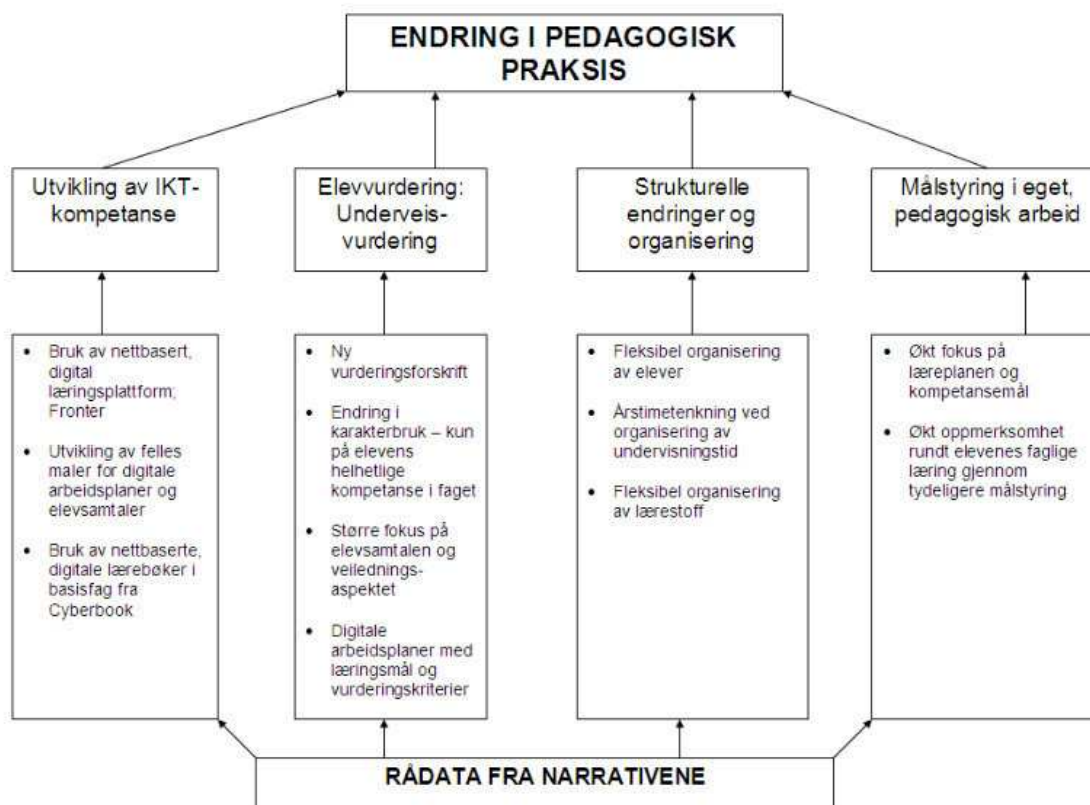 ENDRING I PEDAGOGISK
PRAKSIS
Utvikling av IKT-
kompetanse
Elevvurdering:
Underveis-
vurdering
Strukturelle
endringer og
organisering
Målstyring i eget,
pedagogisk arbeid
• Bruk av nettbasert,
digital
læringsplattform;
Fronter
• Utvikling av felles
maler for digitale
arbeidsplaner og
elevsamtaler
• Bruk av nettbaserte,
digitale lærebøker i
basisfag fra
Cyberbook
• Ny
vurderingsforskrift
• Endring i
karakterbruk – kun
på elevens
helhetlige
kompetanse i faget
• Større fokus på
elevsamtalen og
veilednings-
aspektet
• Digitale
arbeidsplaner med
læringsmål og
vurderingskriterier
• Fleksibel organisering
av elever
• Årstimetenkning ved
organisering av
undervisningstid
• Fleksibel organisering
av lærestoff
• Økt fokus på
læreplanen og
kompetansemål
• Økt oppmerksomhet
rundt elevenes faglige
læring gjennom
tydeligere målstyring
RÅDATA FRA NARRATIVENE